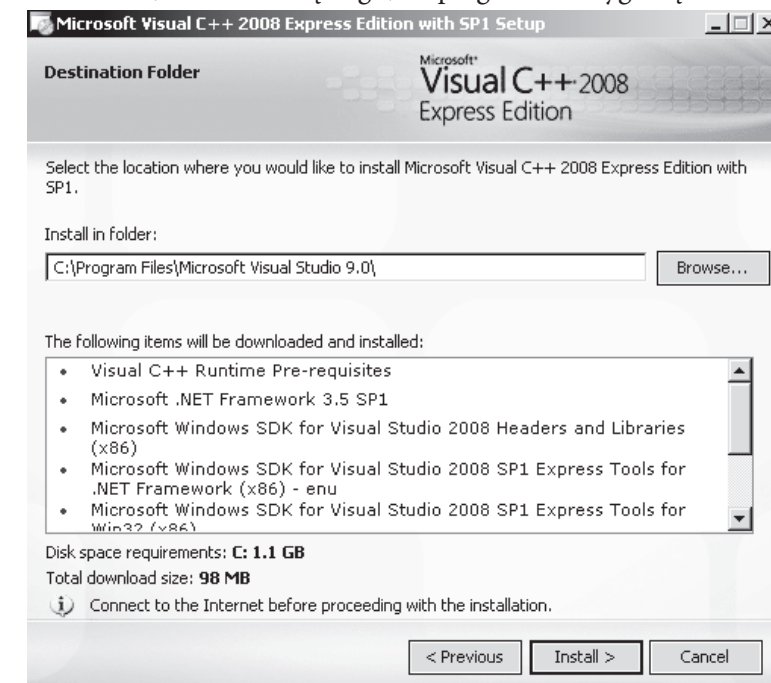 Microsoft Visual C++ 2008 Express Edition with SP1 Setup
Destination Folder
Microsoft®
Visual C++ 2008
Express Edition
Select the location where you would like to install Microsoft Visual C++ 2008 Express Edition with
SP1.
Install in folder:
C:\Program Files\Microsoft Visual Studio 9.0\
Browse...
The following items will be downloaded and installed:
• Visual C++ Runtime Pre-requisites
• Microsoft .NET Framework 3.5 SP1
• Microsoft Windows SDK for Visual Studio 2008 Headers and Libraries
(x86)
• Microsoft Windows SDK for Visual Studio 2008 SP1 Express Tools for
.NET Framework (x86) - enu
• Microsoft Windows SDK for Visual Studio 2008 SP1 Express Tools for
Win32 (x86)
Disk space requirements: C: 1.1 GB
Total download size: 98 MB
Connect to the Internet before proceeding with the installation.
< Previous
Install >
Cancel